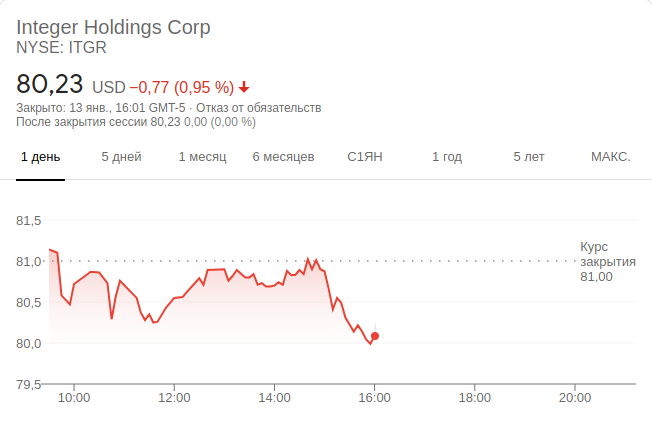 Integer Holdings Corp
NYSE: ITGR
80,23 USD −0,77 (0,95 %)
Закрыто: 13 янв., 16:01 GMT-5 · Отказ от обязательств
После закрытия сессии 80,23 0,00 (0,00 %)
1 день 5 дней 1 месяц 6 месяцев С1ЯН 1 год 5 лет МАКС.
81,5
81,0
80,5
80,0
79,5
Курс
закрытия
81,00
10:00 12:00 14:00 16:00 18:00 20:00